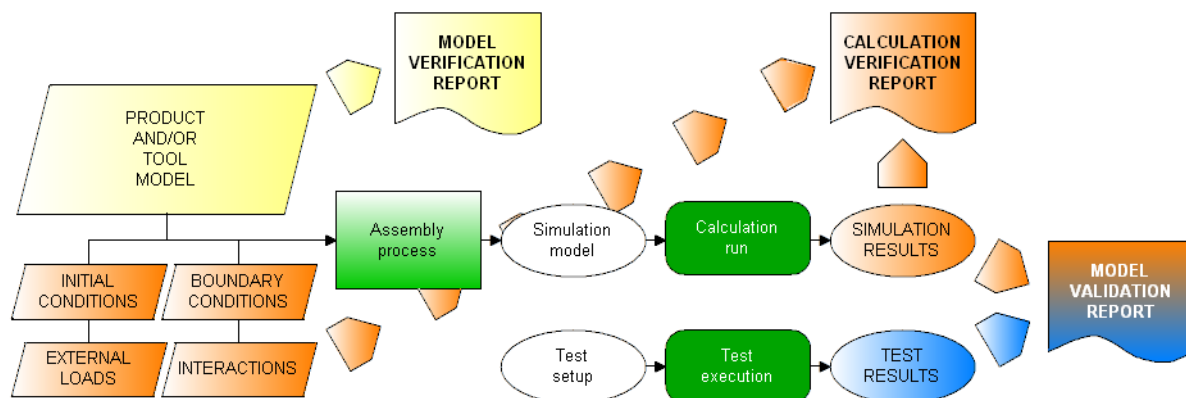 MODEL
VERIFICATION
REPORT
CALCULATION
VERIFICATION
REPORT
PRODUCT
AND/OR
TOOL
MODEL
Assembly
process
Simulation
model
Calculation
run
SIMULATION
RESULTS
INITIAL
CONDITIONS
BOUNDARY
CONDITIONS
MODEL
VALIDATION
REPORT
EXTERNAL
LOADS
INTERACTIONS
Test
setup
Test
execution
TEST
RESULTS